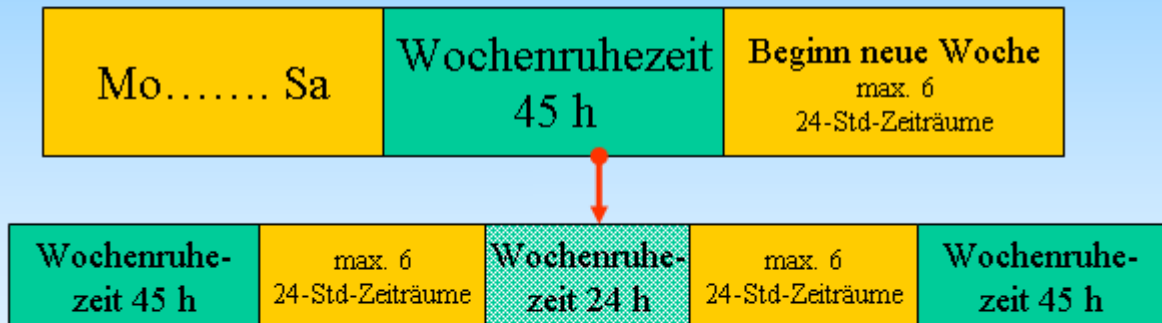 Mo....... Sa
Wochenruhezeit
45 h
Beginn neue Woche
max. 6
24-Std-Zeiträume
Wochenruhe-
zeit 45 h
max. 6
24-Std-Zeiträume
Wochenruhe-
zeit 24 h
max. 6
24-Std-Zeiträume
Wochenruhe-
zeit 45 h